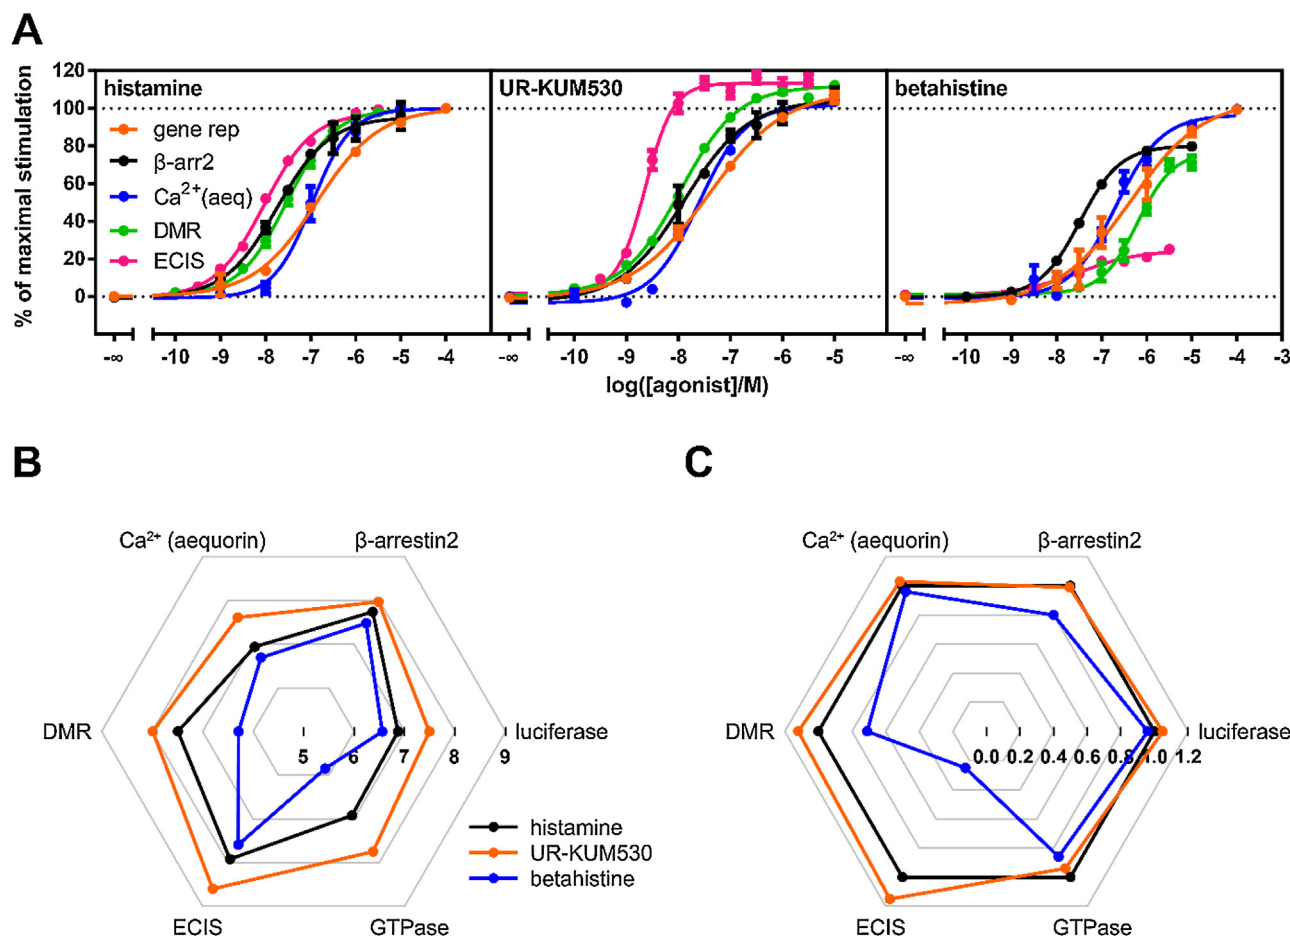 A
% of maximal stimulation
120
100
80
60
40
20
0
histamine
gene rep
β-arr2
Ca²⁺(aeq)
DMR
ECIS
UR-KUM530
betahistine
-∞ -10 -9 -8 -7 -6 -5 -4
-∞ -10 -9 -8 -7 -6 -5
-∞ -10 -9 -8 -7 -6 -5 -4 -3
log([agonist]/M)
B
Ca²⁺ (aequorin) β-arrestin2
DMR luciferase
5 6 7 8 9
ECIS GTPase
histamine
UR-KUM530
betahistine
C
Ca²⁺ (aequorin) β-arrestin2
DMR luciferase
0.0 0.2 0.4 0.6 0.8 1.0 1.2
ECIS GTPase